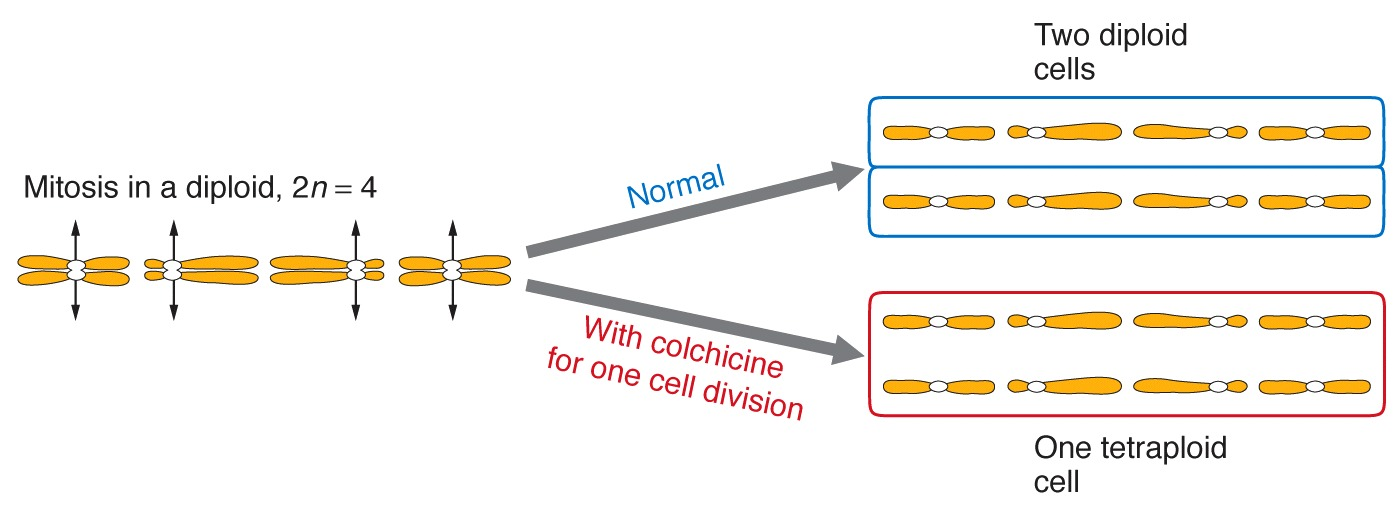 Two diploid
cells
Mitosis in a diploid, 2n = 4
Normal
With colchicine
for one cell division
One tetraploid
cell